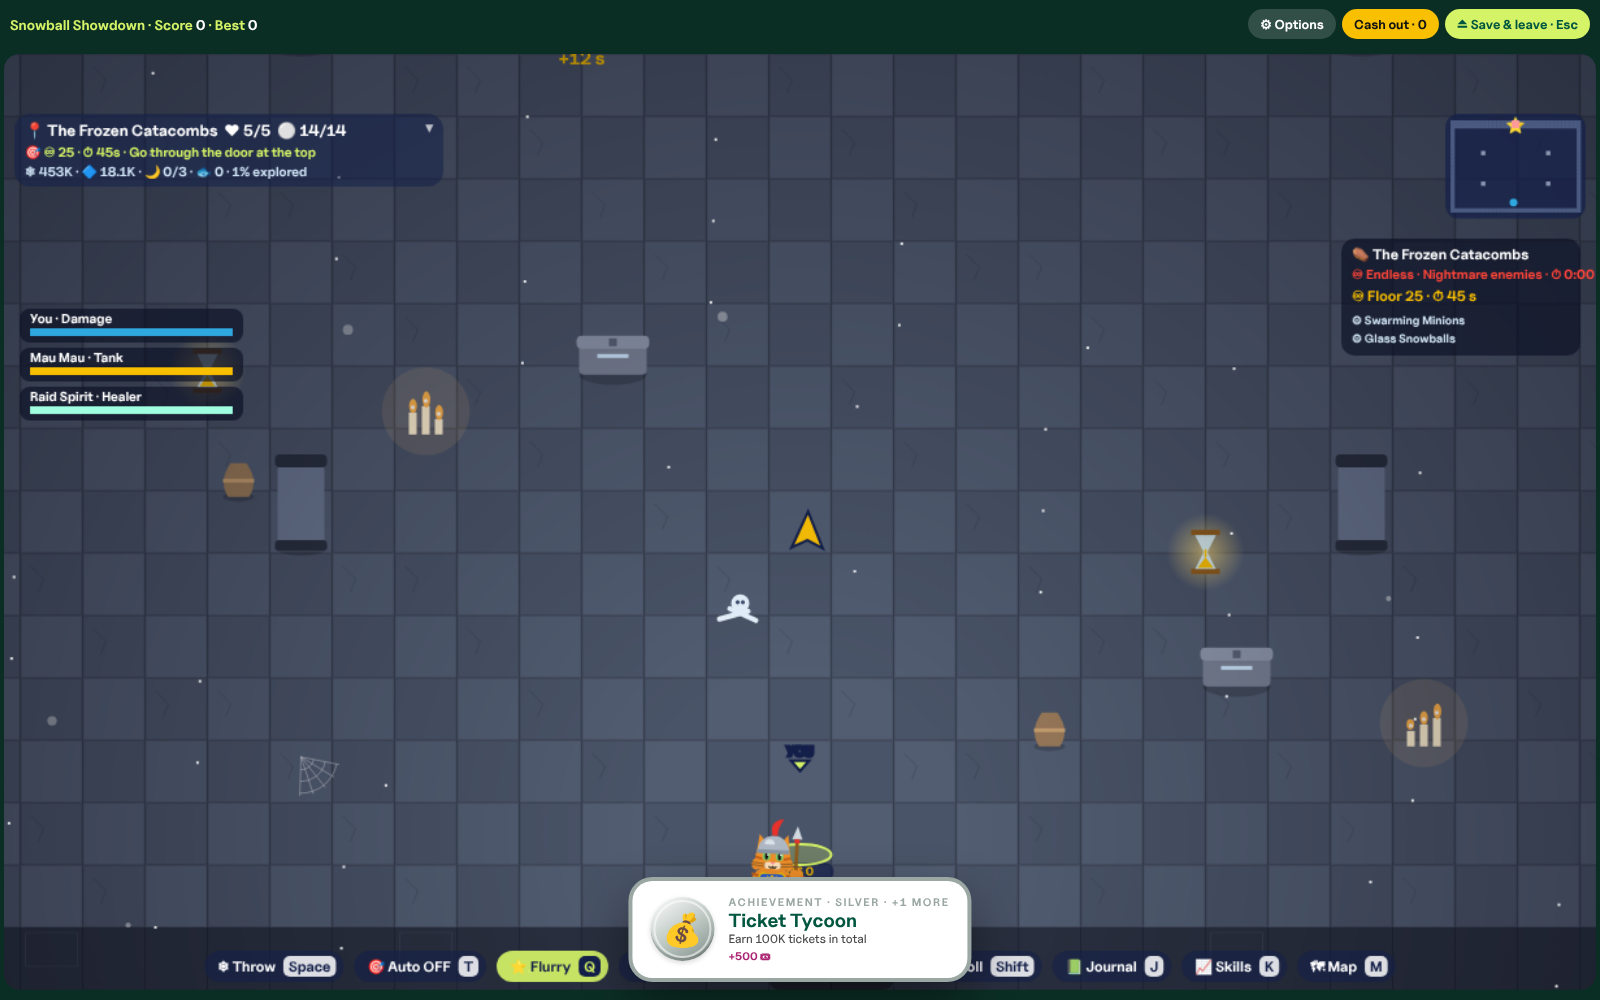 Snowball Showdown · Score 0 · Best 0
⚙ Options
Cash out · 0
⏏ Save & leave · Esc
+12 s
📍 The Frozen Catacombs ♥ 5/5 ⚪ 14/14 ▼
🎯 ♾ 25 · ⏱ 45s · Go through the door at the top
❄ 453K · 🔷 18.1K · 🌙 0/3 · 🐟 0 · 1% explored
⚰ The Frozen Catacombs
♾ Endless · Nightmare enemies · ⏱ 0:00
♾ Floor 25 · ⏱ 45 s
⚙ Swarming Minions
⚙ Glass Snowballs
You · Damage
Mau Mau · Tank
Raid Spirit · Healer
ACHIEVEMENT · SILVER · +1 MORE
Ticket Tycoon
Earn 100K tickets in total
+500 🎟
❄ Throw Space
🎯 Auto OFF T
⭐ Flurry Q
oll Shift
📗 Journal J
📈 Skills K
🗺 Map M